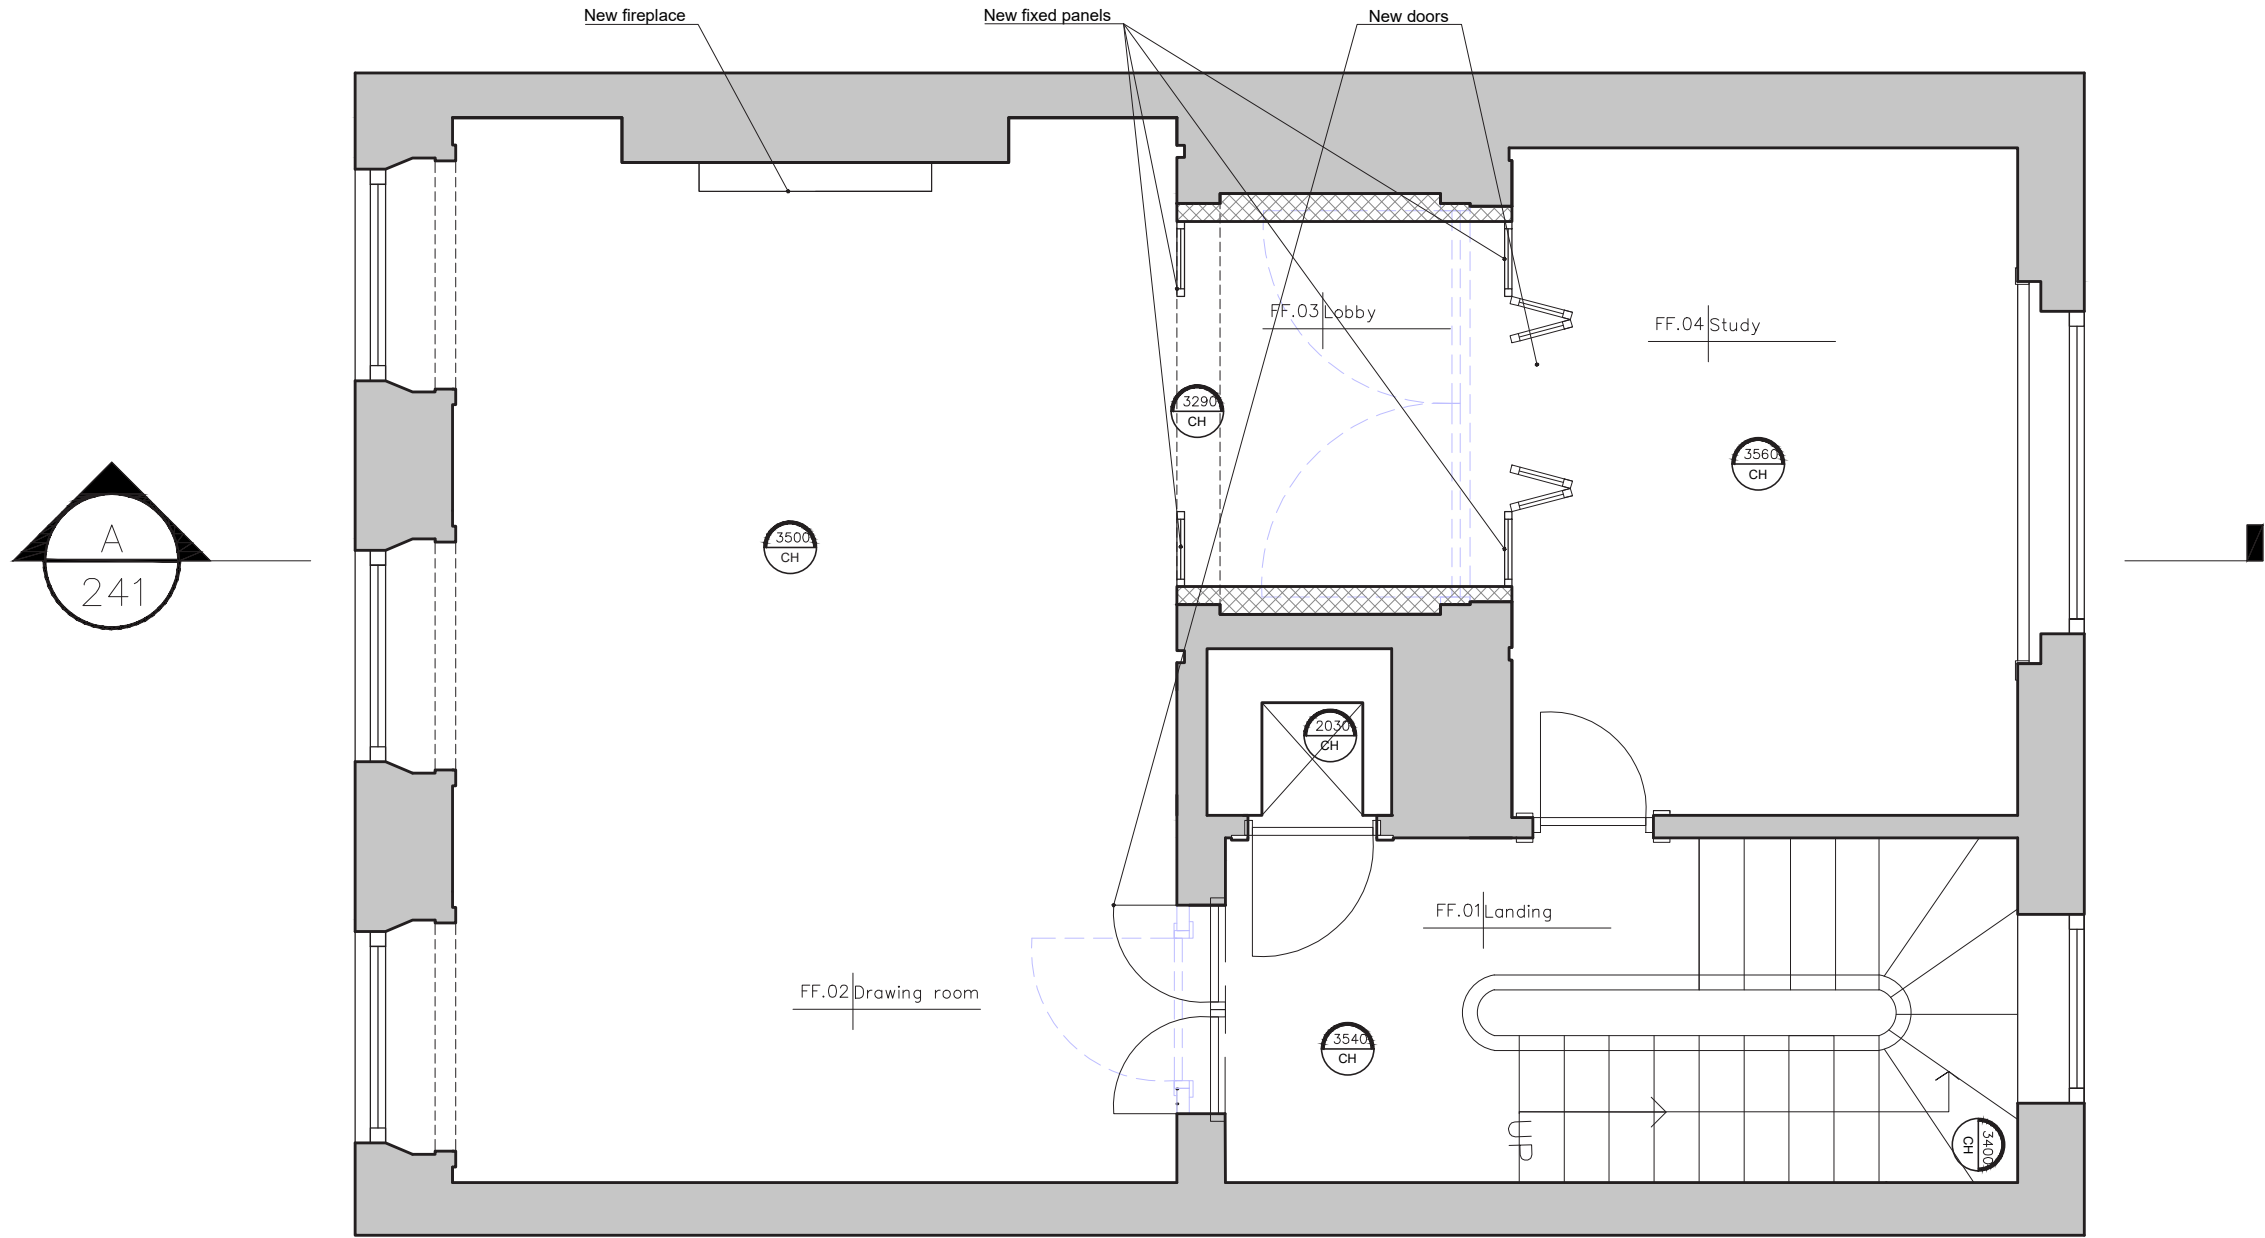 New fireplace
New fixed panels
New doors
FF.03 Lobby
FF.04 Study
3290
CH
3560
CH
A
241
3500
CH
2030
CH
FF.01 Landing
FF.02 Drawing room
3540
CH
UP
3400
CH